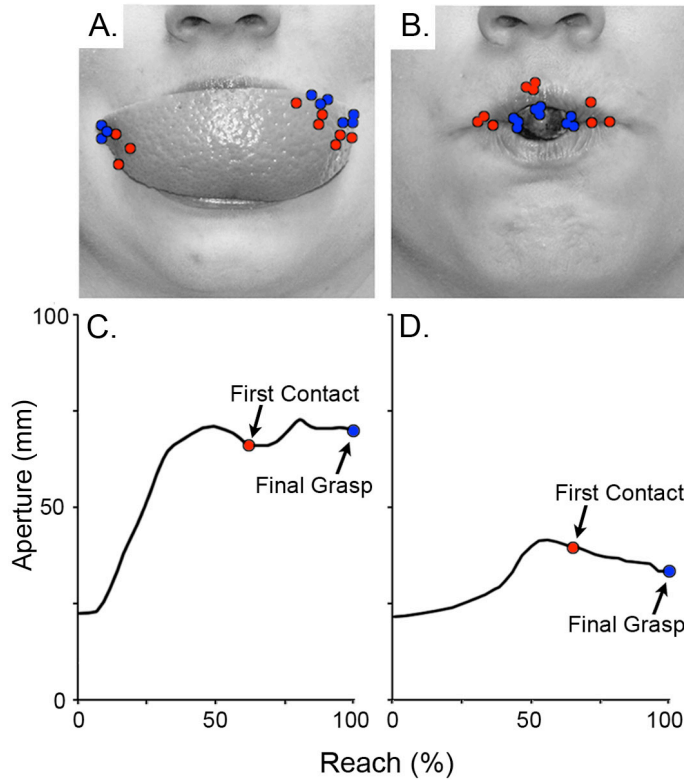 A.
B.
100
C.
D.
First Contact
Final Grasp
First Contact
Final Grasp
50
0
Aperture (mm)
0
50
100
0
50
100
Reach (%)